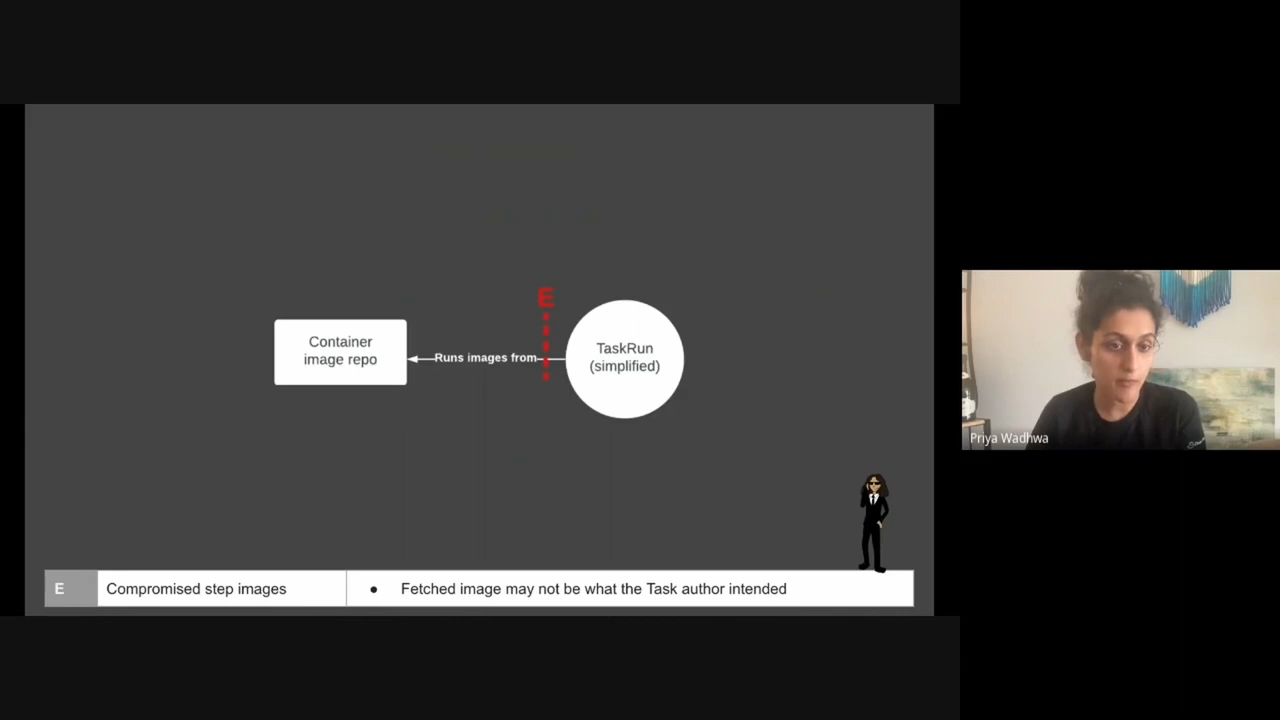 E
Container
image repo
Runs images from
TaskRun
(simplified)
Priya Wadhwa
E Compromised step images ● Fetched image may not be what the Task author intended